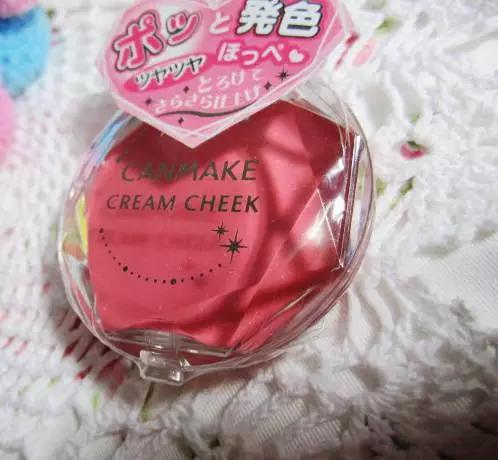 ポッと発色
ツヤツヤ ほっぺ
とろけて
さらさら仕上げ
CANMAKE
CREAM CHEEK